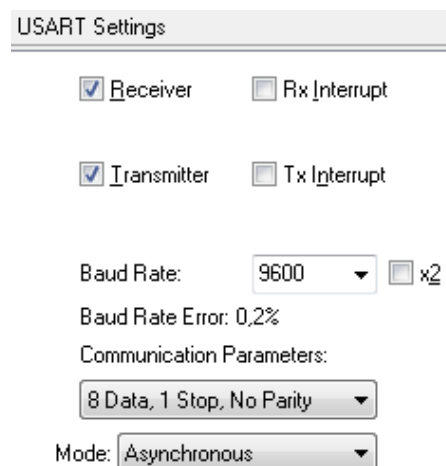 USART Settings
Receiver Rx Interrupt
Transmitter Tx Interrupt
Baud Rate: 9600 x2
Baud Rate Error: 0,2%
Communication Parameters:
8 Data, 1 Stop, No Parity
Mode: Asynchronous